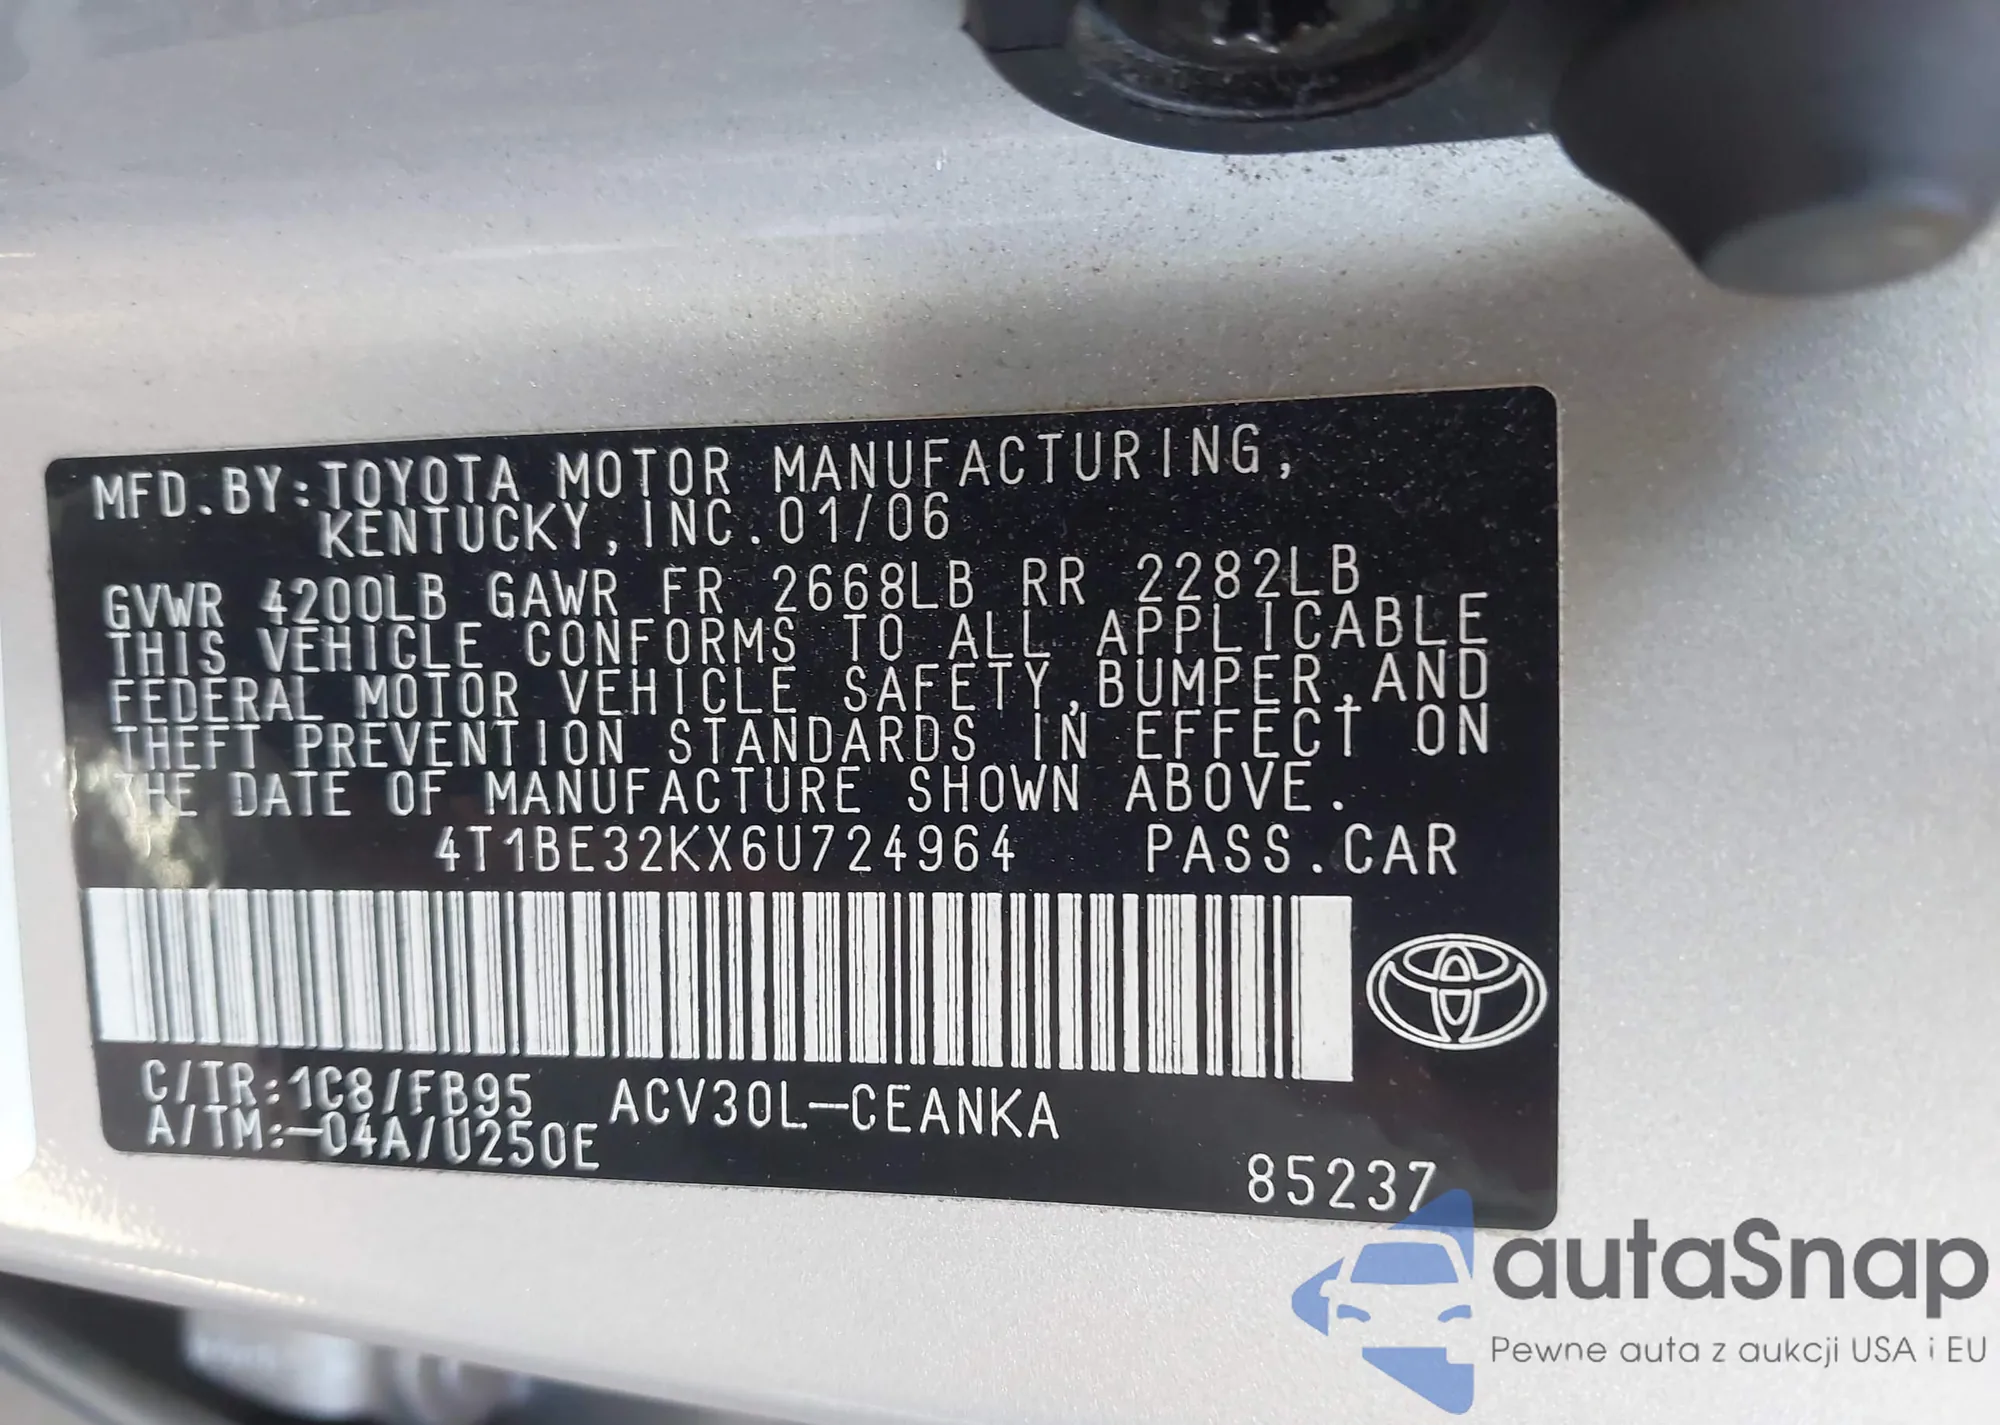 MFD.BY:TOYOTA MOTOR MANUFACTURING,
KENTUCKY, INC.01/06
GVWR 4200LB GAWR FR 2668LB RR 2282LB
THIS VEHICLE CONFORMS TO ALL APPLICABLE
FEDERAL MOTOR VEHICLE SAFETY,BUMPER,AND
THEFT PREVENTION STANDARDS IN EFFECT ON
THE DATE OF MANUFACTURE SHOWN ABOVE.
4T1BE32KX6U724964 PASS.CAR
C/TR:1C8/FB95 ACV30L-CEANKA
A/TM:-04A/U250E
85237
autaSnap
Pewne auta z aukcji USA i EU